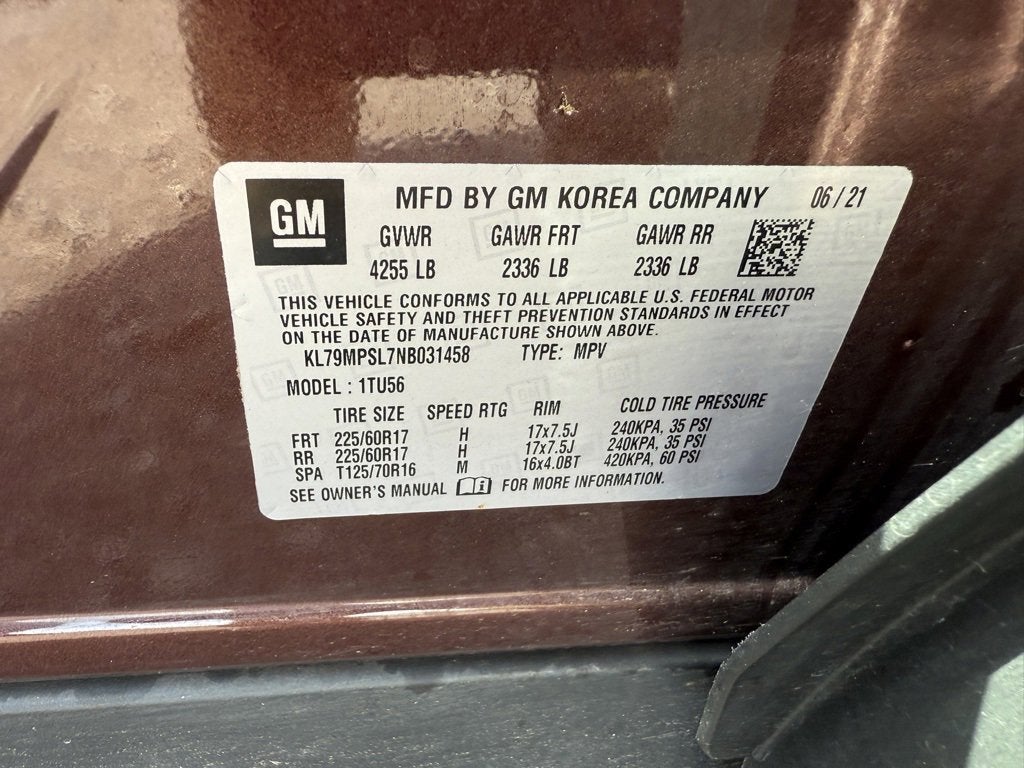 GM
MFD BY GM KOREA COMPANY 06/21
GVWR GAWR FRT GAWR RR
4255 LB 2336 LB 2336 LB
THIS VEHICLE CONFORMS TO ALL APPLICABLE U.S. FEDERAL MOTOR
VEHICLE SAFETY AND THEFT PREVENTION STANDARDS IN EFFECT
ON THE DATE OF MANUFACTURE SHOWN ABOVE.
KL79MPSL7NB031458 TYPE: MPV
MODEL : 1TU56
TIRE SIZE SPEED RTG RIM COLD TIRE PRESSURE
FRT 225/60R17 H 17x7.5J 240KPA, 35 PSI
RR 225/60R17 H 17x7.5J 240KPA, 35 PSI
SPA T125/70R16 M 16x4.0BT 420KPA, 60 PSI
SEE OWNER'S MANUAL FOR MORE INFORMATION.